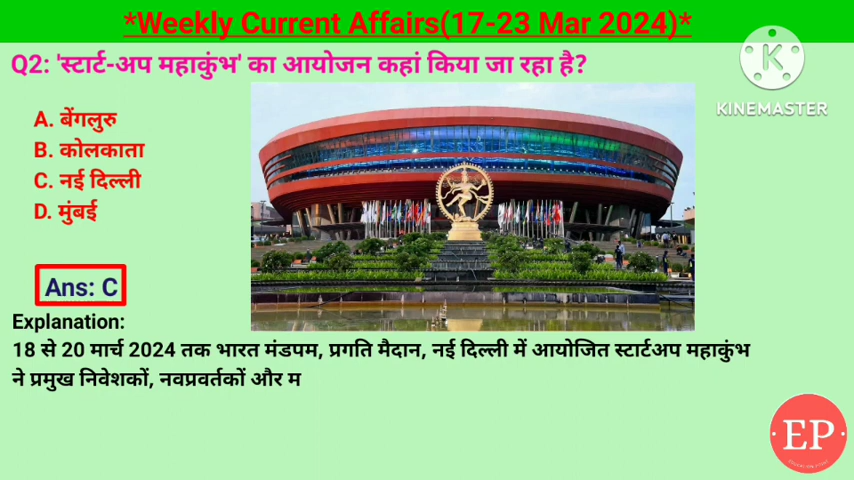 *Weekly Current Affairs(17-23 Mar 2024)*
Q2: 'स्टार्ट-अप महाकुंभ' का आयोजन कहां किया जा रहा है?
KINEMASTER
A. बेंगलुरु
B. कोलकाता
C. नई दिल्ली
D. मुंबई
Ans: C
Explanation:
18 से 20 मार्च 2024 तक भारत मंडपम, प्रगति मैदान, नई दिल्ली में आयोजित स्टार्टअप महाकुंभ
ने प्रमुख निवेशकों, नवप्रवर्तकों और म
EP